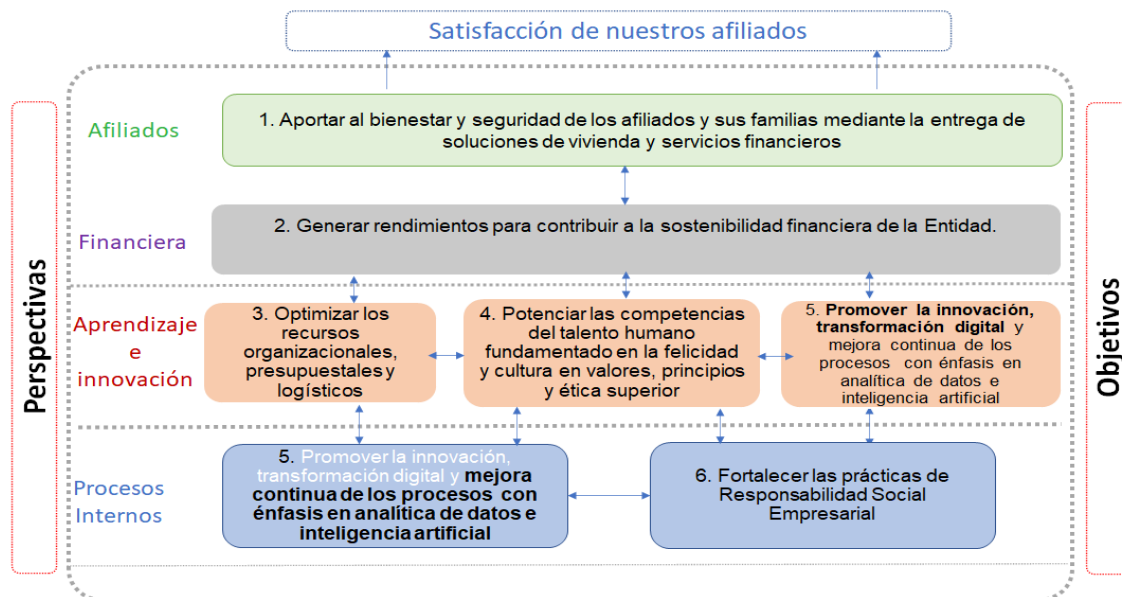 Satisfacción de nuestros afiliados
Perspectivas
Objetivos
Afiliados
1. Aportar al bienestar y seguridad de los afiliados y sus familias mediante la entrega de
soluciones de vivienda y servicios financieros
Financiera
2. Generar rendimientos para contribuir a la sostenibilidad financiera de la Entidad.
Aprendizaje
e
innovación
3. Optimizar los
recursos
organizacionales,
presupuestales y
logísticos
4. Potenciar las competencias
del talento humano
fundamentado en la felicidad
y cultura en valores, principios
y ética superior
5. Promover la innovación,
transformación digital y
mejora continua de los
procesos con énfasis en
analítica de datos e
inteligencia artificial
Procesos
Internos
5. Promover la innovación,
transformación digital y mejora
continua de los procesos con
énfasis en analítica de datos e
inteligencia artificial
6. Fortalecer las prácticas de
Responsabilidad Social
Empresarial